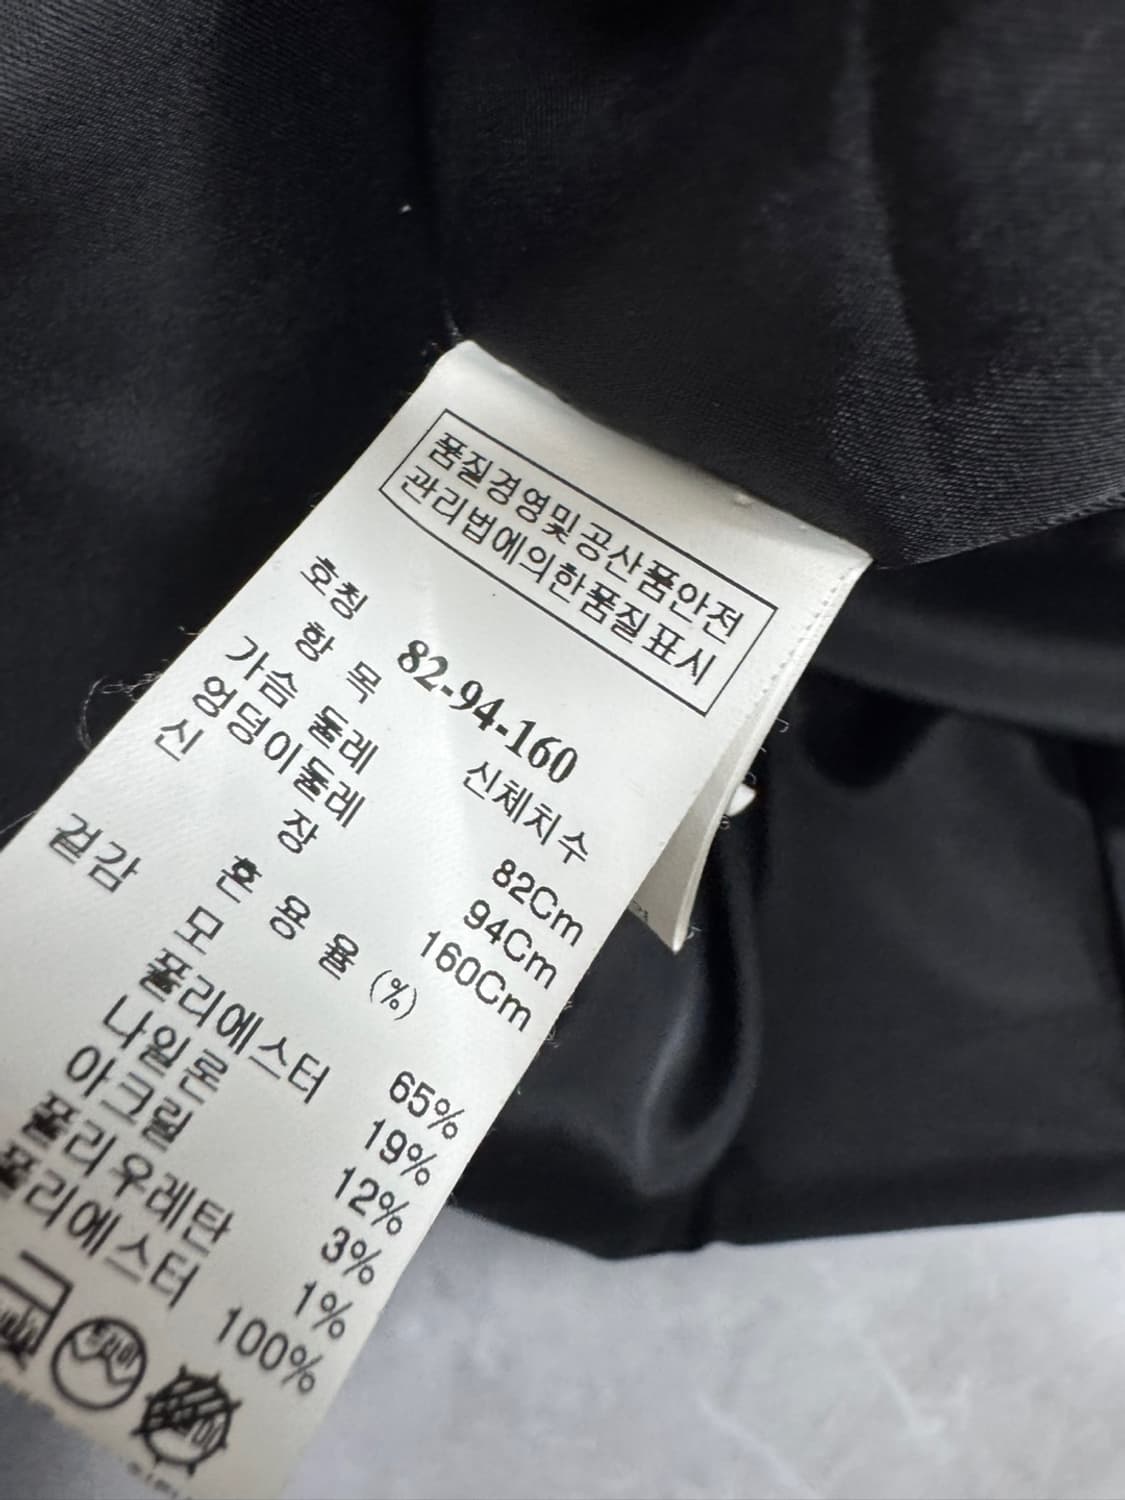 품질경영및공산품안전
관리법에의한품질표시
호칭 82-94-160
항 목 신체치수
가슴 둘레 82Cm
엉덩이둘레 94Cm
신 장 160Cm
혼 용 율 (%)
겉감 모 65%
폴리에스터 19%
나일론 12%
아크릴 3%
폴리우레탄 1%
폴리에스터 100%